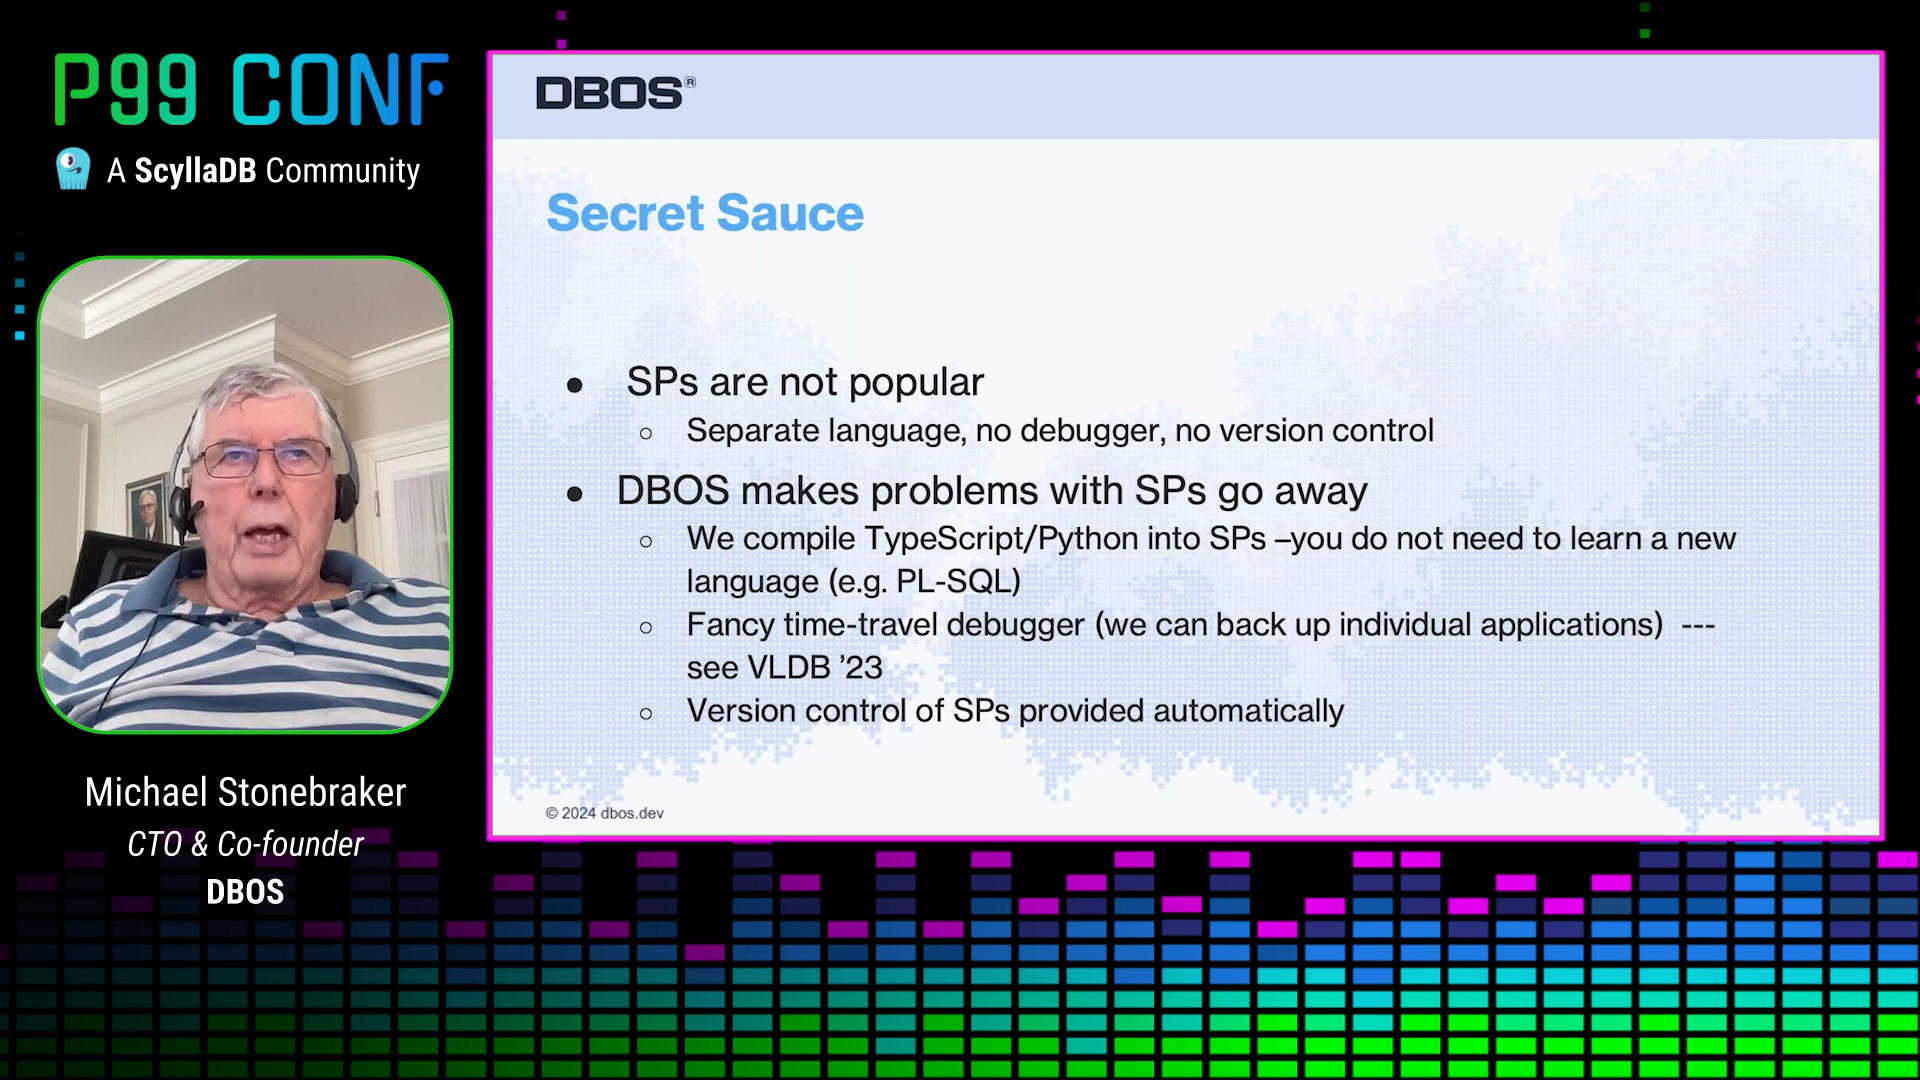 P99 CONF
A ScyllaDB Community
Michael Stonebraker
CTO & Co-founder
DBOS
DBOS®
Secret Sauce
● SPs are not popular
○ Separate language, no debugger, no version control
● DBOS makes problems with SPs go away
○ We compile TypeScript/Python into SPs –you do not need to learn a new
language (e.g. PL-SQL)
○ Fancy time-travel debugger (we can back up individual applications) ---
see VLDB ’23
○ Version control of SPs provided automatically
© 2024 dbos.dev